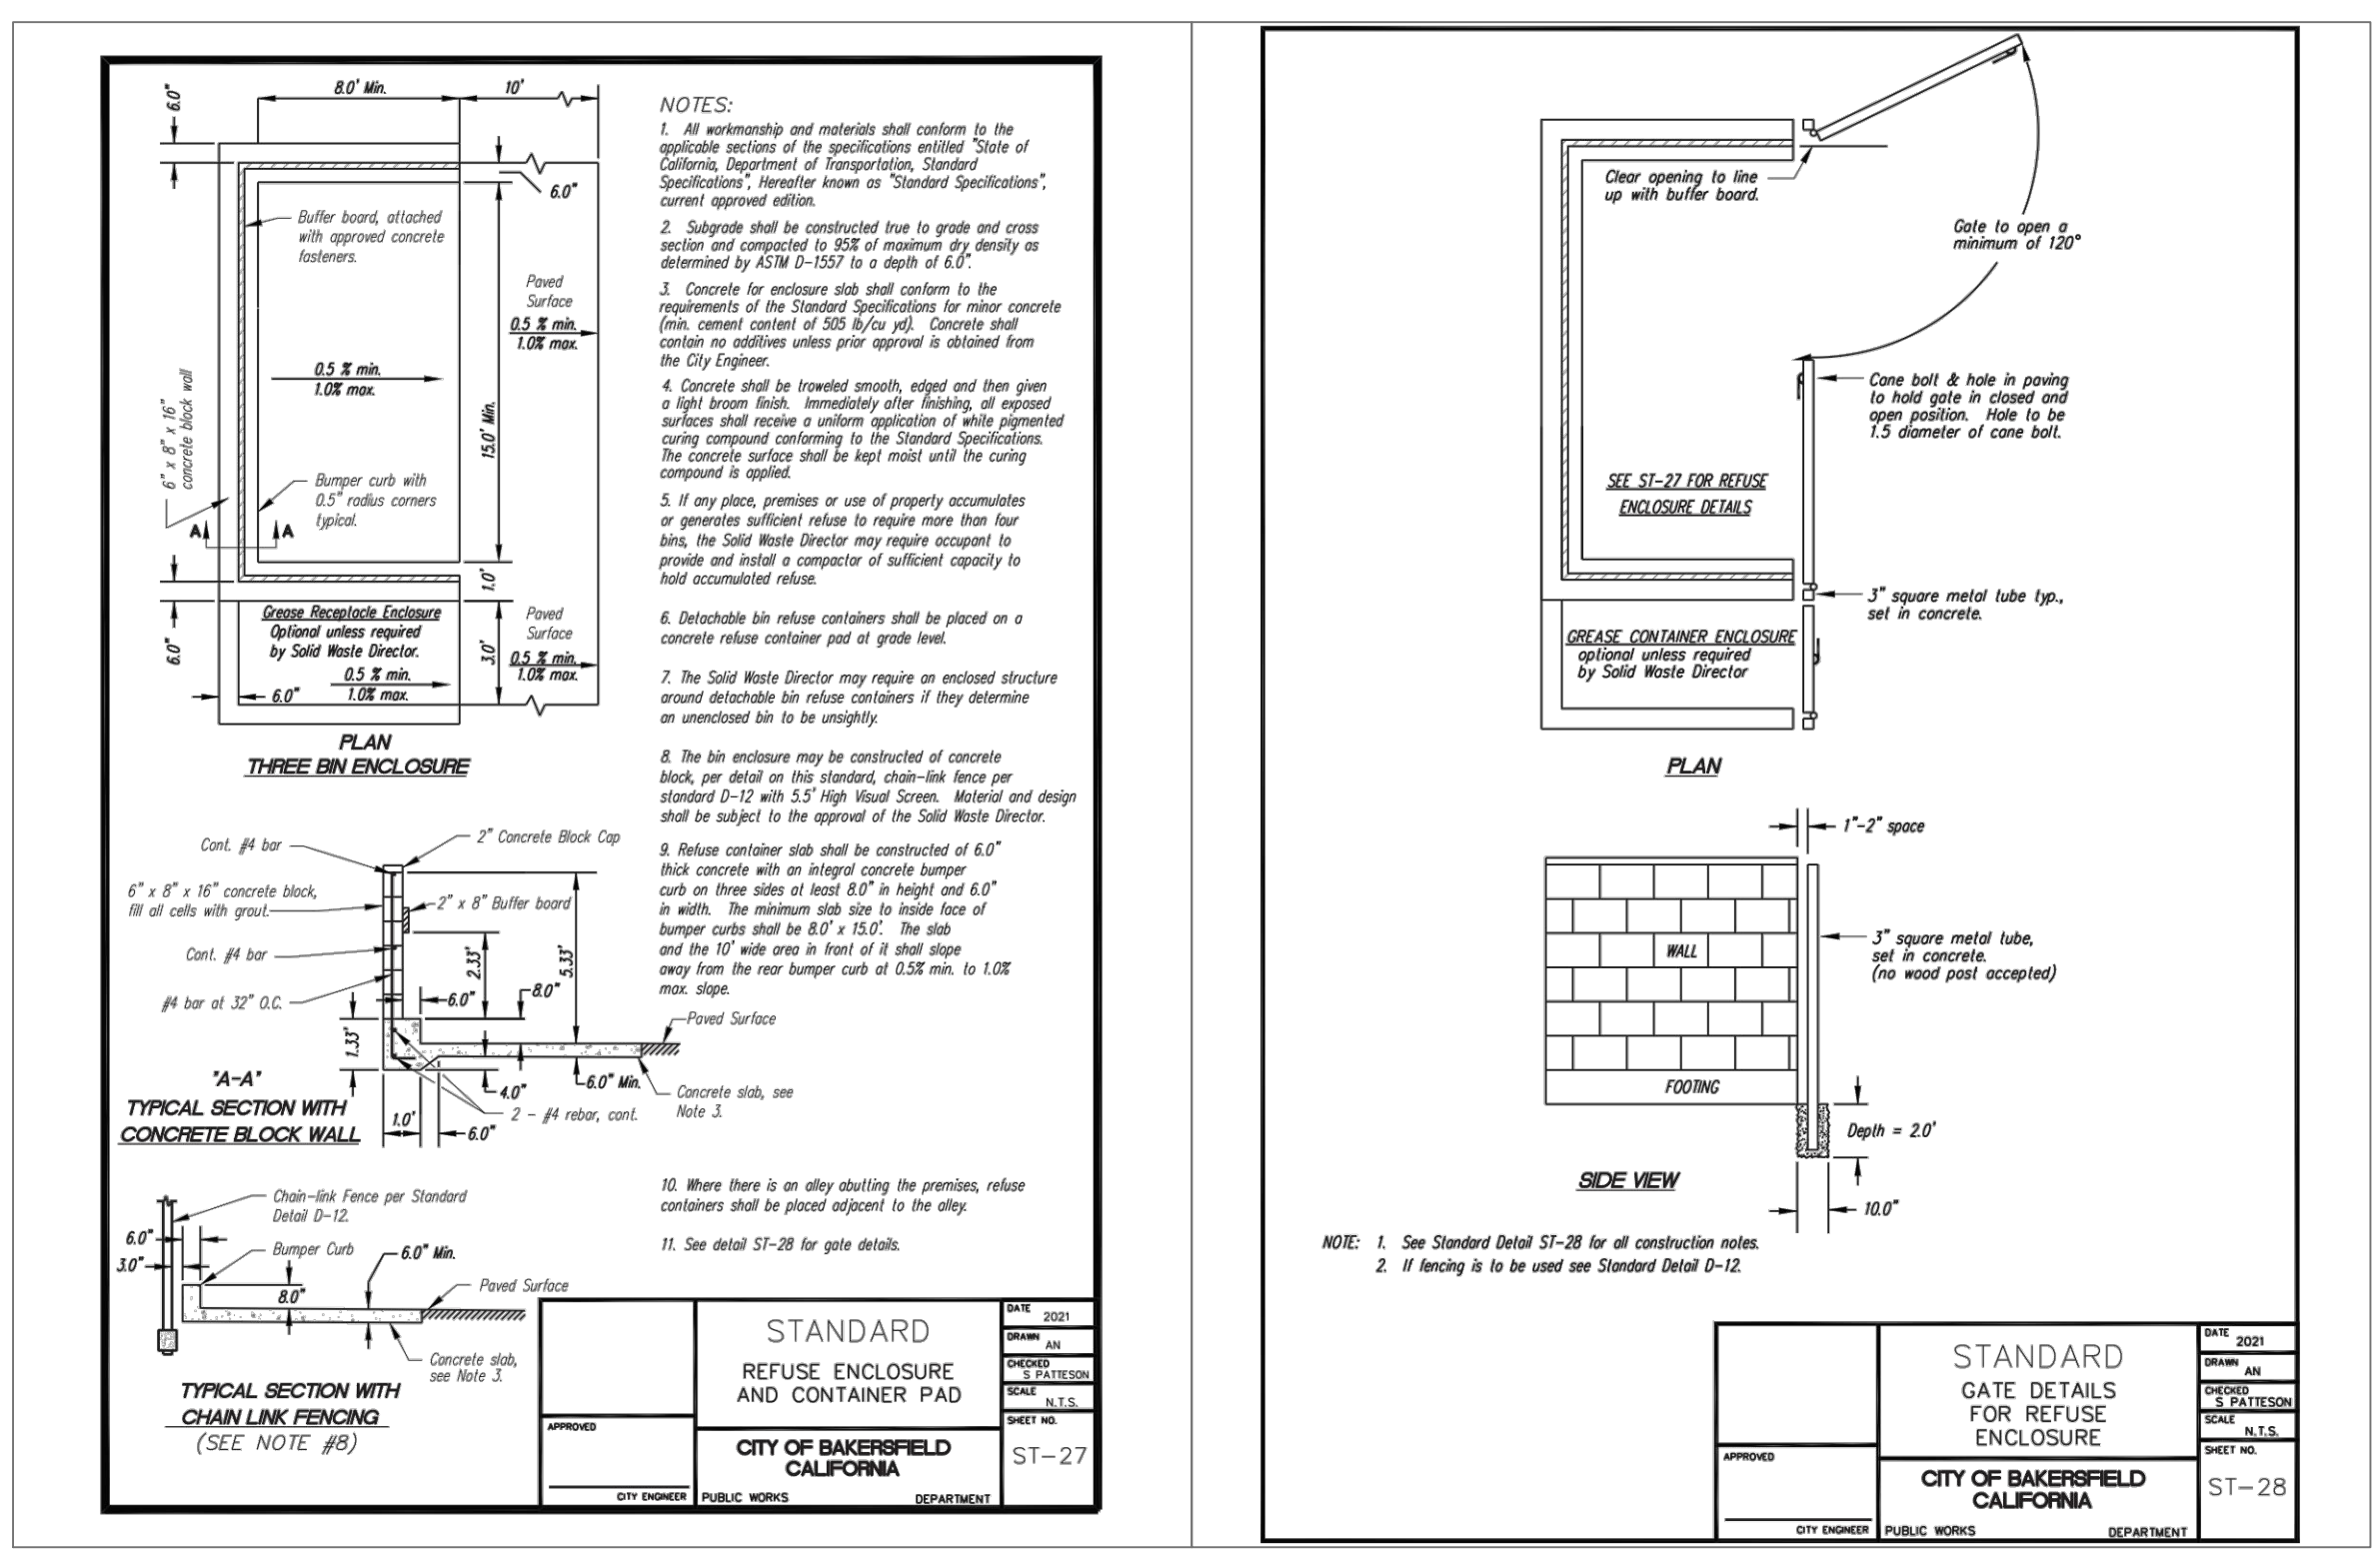 6.0"
8.0' Min.
10'
6.0"
Buffer board, attached
with approved concrete
fasteners.
Paved
Surface
0.5 % min.
1.0% max.
0.5 % min.
1.0% max.
15.0' Min.
6" x 8" x 16"
concrete block wall
Bumper curb with
0.5" radius corners
typical.
A
A
1.0'
Grease Receptacle Enclosure
Optional unless required
by Solid Waste Director.
0.5 % min.
1.0% max.
6.0"
6.0"
3.0'
Paved
Surface
0.5 % min.
1.0% max.
PLAN
THREE BIN ENCLOSURE
Cont. #4 bar
2" Concrete Block Cap
6" x 8" x 16" concrete block,
fill all cells with grout.
2" x 8" Buffer board
Cont. #4 bar
#4 bar at 32" O.C.
2.33'
5.33'
6.0"
8.0"
Paved Surface
1.33'
4.0"
6.0" Min.
Concrete slab, see
Note 3.
2 - #4 rebar, cont.
1.0'
6.0"
"A-A"
TYPICAL SECTION WITH
CONCRETE BLOCK WALL
Chain-link Fence per Standard
Detail D-12.
6.0"
3.0"
Bumper Curb
6.0" Min.
8.0"
Paved Surface
Concrete slab,
see Note 3.
TYPICAL SECTION WITH
CHAIN LINK FENCING
(SEE NOTE #8)
NOTES:
1. All workmanship and materials shall conform to the
applicable sections of the specifications entitled "State of
California, Department of Transportation, Standard
Specifications", Hereafter known as "Standard Specifications",
current approved edition.
2. Subgrade shall be constructed true to grade and cross
section and compacted to 95% of maximum dry density as
determined by ASTM D-1557 to a depth of 6.0".
3. Concrete for enclosure slab shall conform to the
requirements of the Standard Specifications for minor concrete
(min. cement content of 505 lb/cu yd). Concrete shall
contain no additives unless prior approval is obtained from
the City Engineer.
4. Concrete shall be troweled smooth, edged and then given
a light broom finish. Immediately after finishing, all exposed
surfaces shall receive a uniform application of white pigmented
curing compound conforming to the Standard Specifications.
The concrete surface shall be kept moist until the curing
compound is applied.
5. If any place, premises or use of property accumulates
or generates sufficient refuse to require more than four
bins, the Solid Waste Director may require occupant to
provide and install a compactor of sufficient capacity to
hold accumulated refuse.
6. Detachable bin refuse containers shall be placed on a
concrete refuse container pad at grade level.
7. The Solid Waste Director may require an enclosed structure
around detachable bin refuse containers if they determine
an unenclosed bin to be unsightly.
8. The bin enclosure may be constructed of concrete
block, per detail on this standard, chain-link fence per
standard D-12 with 5.5' High Visual Screen. Material and design
shall be subject to the approval of the Solid Waste Director.
9. Refuse container slab shall be constructed of 6.0"
thick concrete with an integral concrete bumper
curb on three sides at least 8.0" in height and 6.0"
in width. The minimum slab size to inside face of
bumper curbs shall be 8.0' x 15.0'. The slab
and the 10' wide area in front of it shall slope
away from the rear bumper curb at 0.5% min. to 1.0%
max. slope.
10. Where there is an alley abutting the premises, refuse
containers shall be placed adjacent to the alley.
11. See detail ST-28 for gate details.
APPROVED
CITY ENGINEER
STANDARD
REFUSE ENCLOSURE
AND CONTAINER PAD
CITY OF BAKERSFIELD
CALIFORNIA
PUBLIC WORKS DEPARTMENT
DATE
2021
DRAWN
AN
CHECKED
S PATTESON
SCALE
N.T.S.
SHEET NO.
ST-27
Clear opening to line
up with buffer board.
Gate to open a
minimum of 120°
Cane bolt & hole in paving
to hold gate in closed and
open position. Hole to be
1.5 diameter of cane bolt.
SEE ST-27 FOR REFUSE
ENCLOSURE DETAILS
3" square metal tube typ.,
set in concrete.
GREASE CONTAINER ENCLOSURE
optional unless required
by Solid Waste Director
PLAN
1"-2" space
WALL
3" square metal tube,
set in concrete.
(no wood post accepted)
FOOTING
Depth = 2.0'
SIDE VIEW
10.0"
NOTE: 1. See Standard Detail ST-28 for all construction notes.
2. If fencing is to be used see Standard Detail D-12.
APPROVED
CITY ENGINEER
STANDARD
GATE DETAILS
FOR REFUSE
ENCLOSURE
CITY OF BAKERSFIELD
CALIFORNIA
PUBLIC WORKS DEPARTMENT
DATE
2021
DRAWN
AN
CHECKED
S PATTESON
SCALE
N.T.S.
SHEET NO.
ST-28